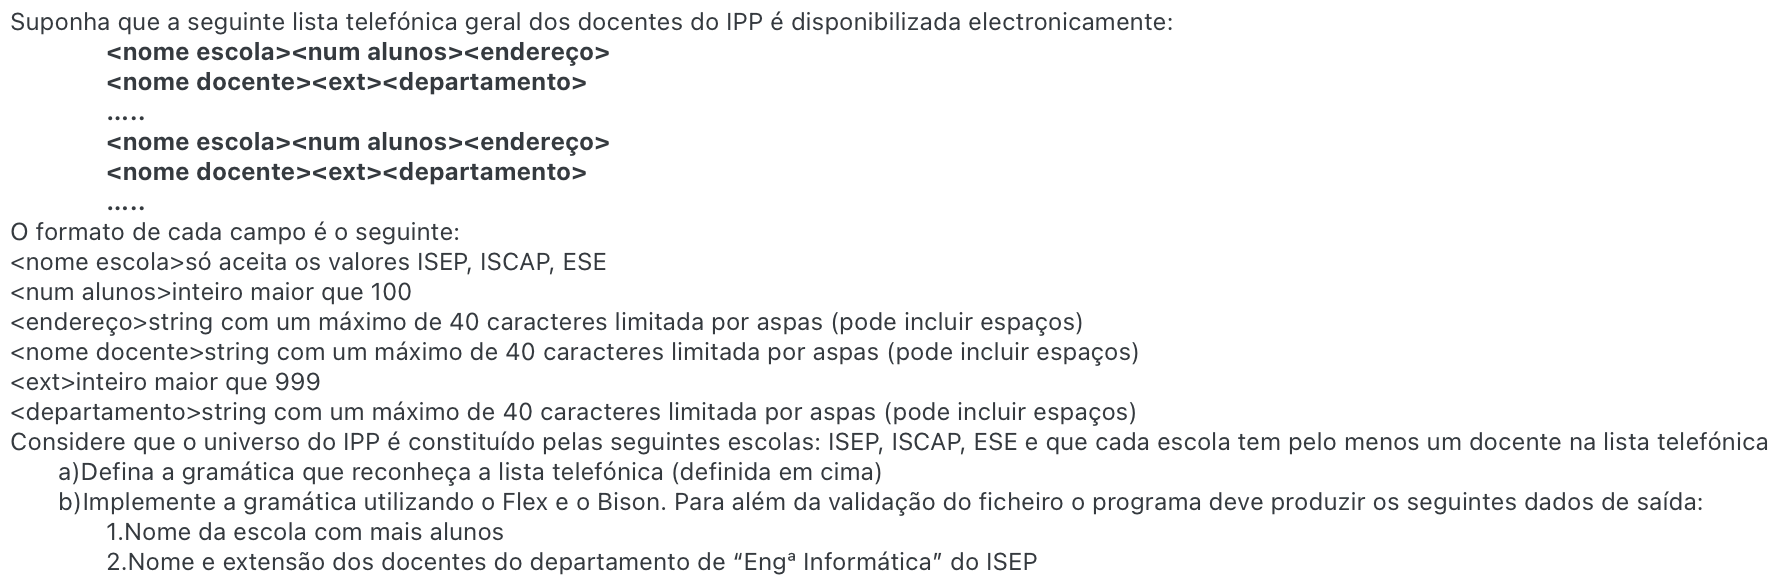 Suponha que a seguinte lista telefónica geral dos docentes do IPP é disponibilizada electronicamente:
<nome escola><num alunos><endereço>
<nome docente><ext><departamento>
.....
<nome escola><num alunos><endereço>
<nome docente><ext><departamento>
.....
O formato de cada campo é o seguinte:
<nome escola>só aceita os valores ISEP, ISCAP, ESE
<num alunos>inteiro maior que 100
<endereço>string com um máximo de 40 caracteres limitada por aspas (pode incluir espaços)
<nome docente>string com um máximo de 40 caracteres limitada por aspas (pode incluir espaços)
<ext>inteiro maior que 999
<departamento>string com um máximo de 40 caracteres limitada por aspas (pode incluir espaços)
Considere que o universo do IPP é constituído pelas seguintes escolas: ISEP, ISCAP, ESE e que cada escola tem pelo menos um docente na lista telefónica
a)Defina a gramática que reconheça a lista telefónica (definida em cima)
b)Implemente a gramática utilizando o Flex e o Bison. Para além da validação do ficheiro o programa deve produzir os seguintes dados de saída:
1.Nome da escola com mais alunos
2.Nome e extensão dos docentes do departamento de “Engª Informática” do ISEP